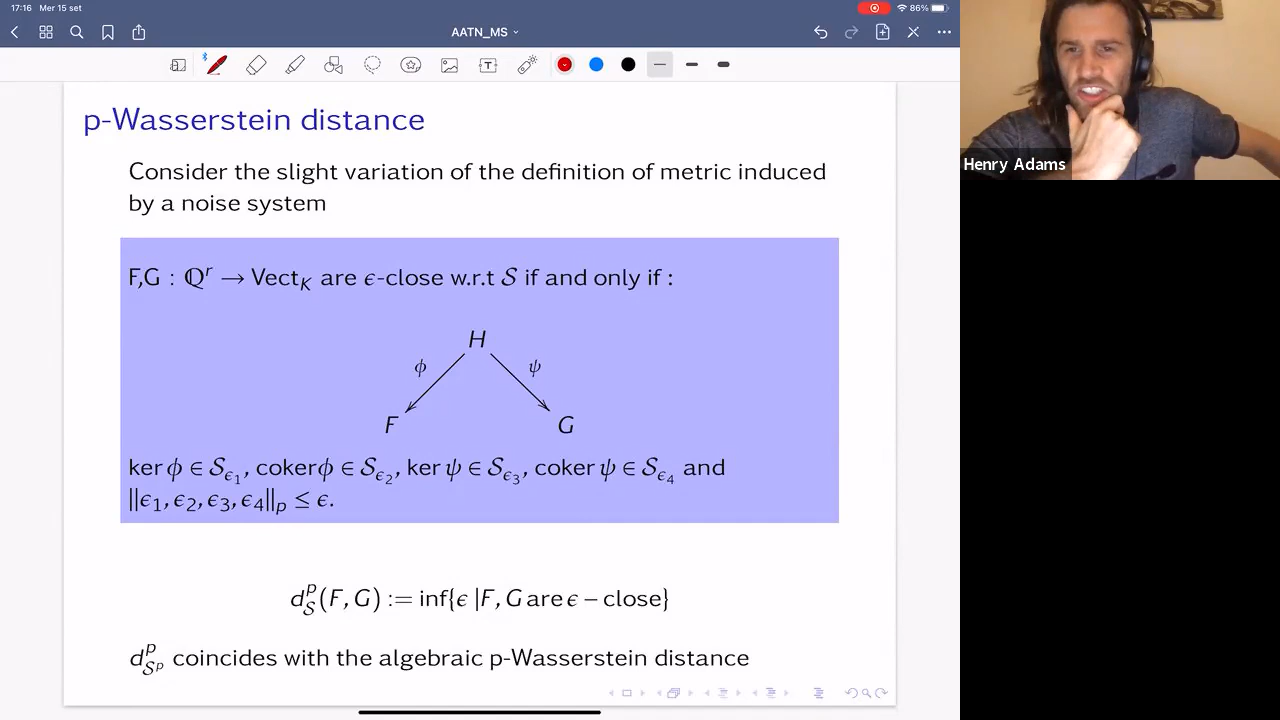 17:16 Mer 15 set
86%
AATN_MS
T
p-Wasserstein distance
Consider the slight variation of the definition of metric induced
by a noise system
F,G : ℚ^r → Vect_K are ϵ-close w.r.t 𝒮 if and only if :
H
ϕ ψ
F G
ker ϕ ∈ 𝒮_{ϵ_1}, cokerϕ ∈ 𝒮_{ϵ_2}, ker ψ ∈ 𝒮_{ϵ_3}, coker ψ ∈ 𝒮_{ϵ_4} and
||ϵ_1, ϵ_2, ϵ_3, ϵ_4||_p ≤ ϵ.
d^p_𝒮(F, G) := inf{ϵ |F, G are ϵ − close}
d^p_{𝒮^p} coincides with the algebraic p-Wasserstein distance
Henry Adams